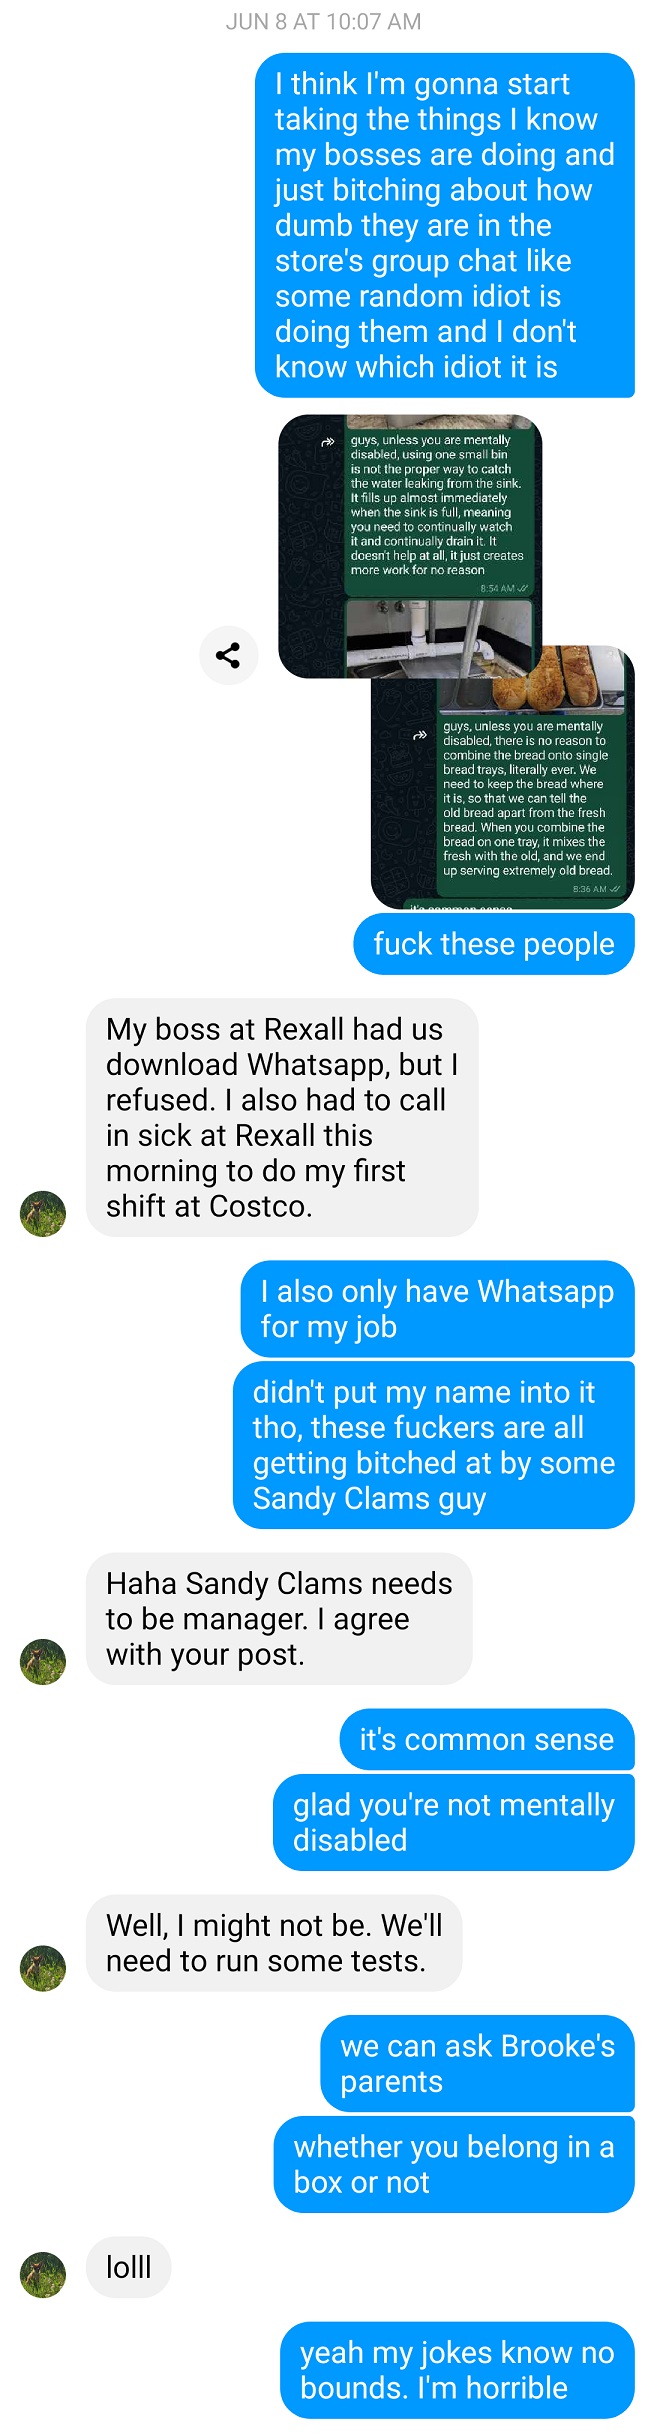 JUN 8 AT 10:07 AM
I think I'm gonna start
taking the things I know
my bosses are doing and
just bitching about how
dumb they are in the
store's group chat like
some random idiot is
doing them and I don't
know which idiot it is
guys, unless you are mentally
disabled, using one small bin
is not the proper way to catch
the water leaking from the sink.
It fills up almost immediately
when the sink is full, meaning
you need to continually watch
it and continually drain it. It
doesn't help at all, it just creates
more work for no reason
8:54 AM
guys, unless you are mentally
disabled, there is no reason to
combine the bread onto single
bread trays, literally ever. We
need to keep the bread where
it is, so that we can tell the
old bread apart from the fresh
bread. When you combine the
bread on one tray, it mixes the
fresh with the old, and we end
up serving extremely old bread.
8:36 AM
it's common sense
fuck these people
My boss at Rexall had us
download Whatsapp, but I
refused. I also had to call
in sick at Rexall this
morning to do my first
shift at Costco.
I also only have Whatsapp
for my job
didn't put my name into it
tho, these fuckers are all
getting bitched at by some
Sandy Clams guy
Haha Sandy Clams needs
to be manager. I agree
with your post.
it's common sense
glad you're not mentally
disabled
Well, I might not be. We'll
need to run some tests.
we can ask Brooke's
parents
whether you belong in a
box or not
lolll
yeah my jokes know no
bounds. I'm horrible